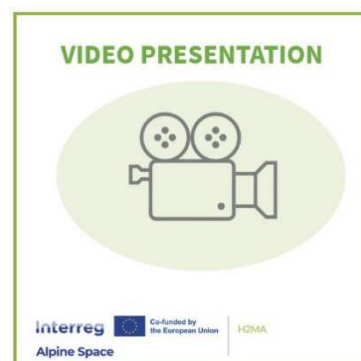 VIDEO PRESENTATION
Interreg
Co-funded by
the European Union
H2MA
Alpine Space